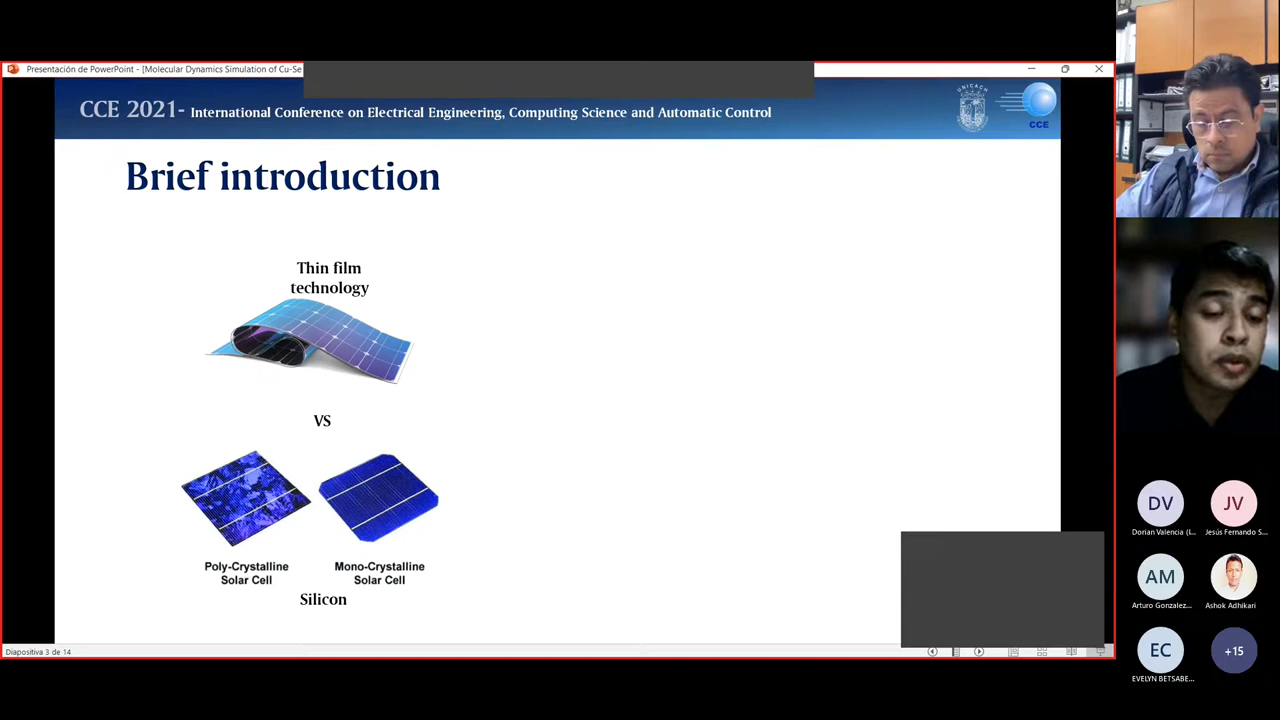 Presentación de PowerPoint - [Molecular Dynamics Simulation of Cu-Se
CCE 2021- International Conference on Electrical Engineering, Computing Science and Automatic Control
UNICACH
CCE
Brief introduction
Thin film
technology
VS
Poly-Crystalline
Solar Cell
Mono-Crystalline
Solar Cell
Silicon
Diapositiva 3 de 14
DV
Dorian Valencia (I...
JV
Jesús Fernando S...
AM
Arturo Gonzalez...
Ashok Adhikari
EC
EVELYN BETSABE...
+15